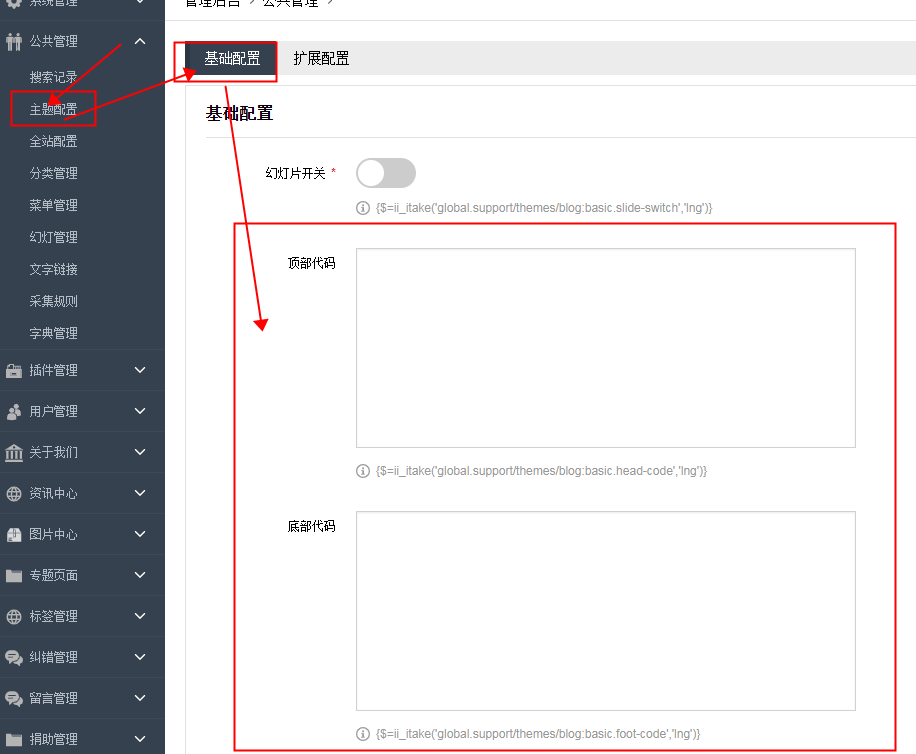 系统管理
公共管理
搜索记录
主题配置
全站配置
分类管理
菜单管理
幻灯管理
文字链接
采集规则
字典管理
插件管理
用户管理
关于我们
资讯中心
图片中心
专题页面
标签管理
纠错管理
留言管理
捐助管理
管理后台 > 公共管理 >
基础配置 扩展配置
基础配置
幻灯片开关 *
{$=ii_itake('global.support/themes/blog:basic.slide-switch','lng')}
顶部代码
{$=ii_itake('global.support/themes/blog:basic.head-code','lng')}
底部代码
{$=ii_itake('global.support/themes/blog:basic.foot-code','lng')}